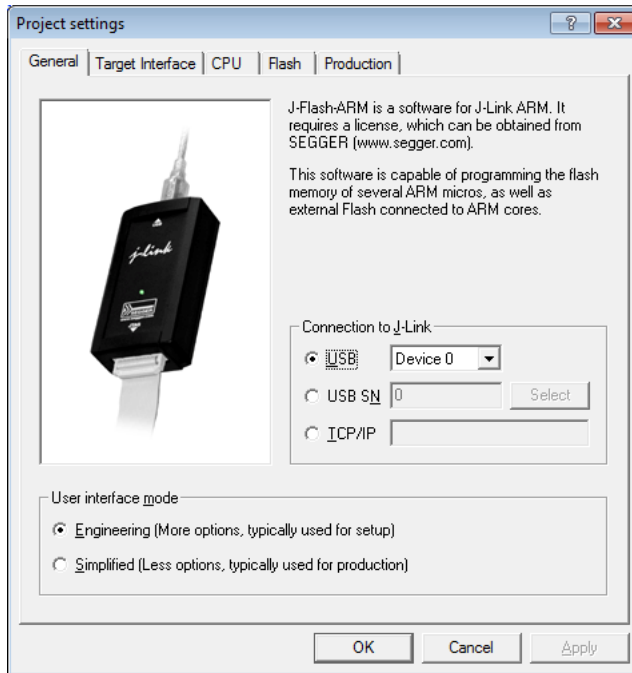 Project settings
General
Target Interface
CPU
Flash
Production
J-Flash-ARM is a software for J-Link ARM. It
requires a license, which can be obtained from
SEGGER (www.segger.com).
This software is capable of programming the flash
memory of several ARM micros, as well as
external Flash connected to ARM cores.
j-link
Connection to J-Link
USB
Device 0
USB SN
0
Select
TCP/IP
User interface mode
Engineering (More options, typically used for setup)
Simplified (Less options, typically used for production)
OK
Cancel
Apply